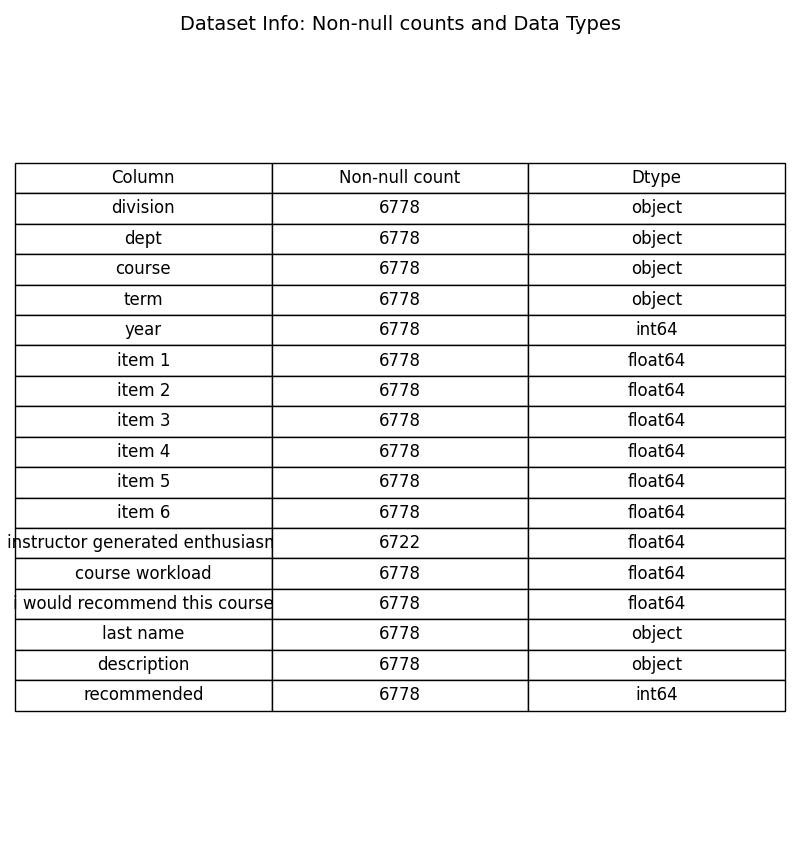 Dataset Info: Non-null counts and Data Types
Column Non-null count Dtype
division 6778 object
dept 6778 object
course 6778 object
term 6778 object
year 6778 int64
item 1 6778 float64
item 2 6778 float64
item 3 6778 float64
item 4 6778 float64
item 5 6778 float64
item 6 6778 float64
instructor generated enthusiasm 6722 float64
course workload 6778 float64
i would recommend this course 6778 float64
last name 6778 object
description 6778 object
recommended 6778 int64